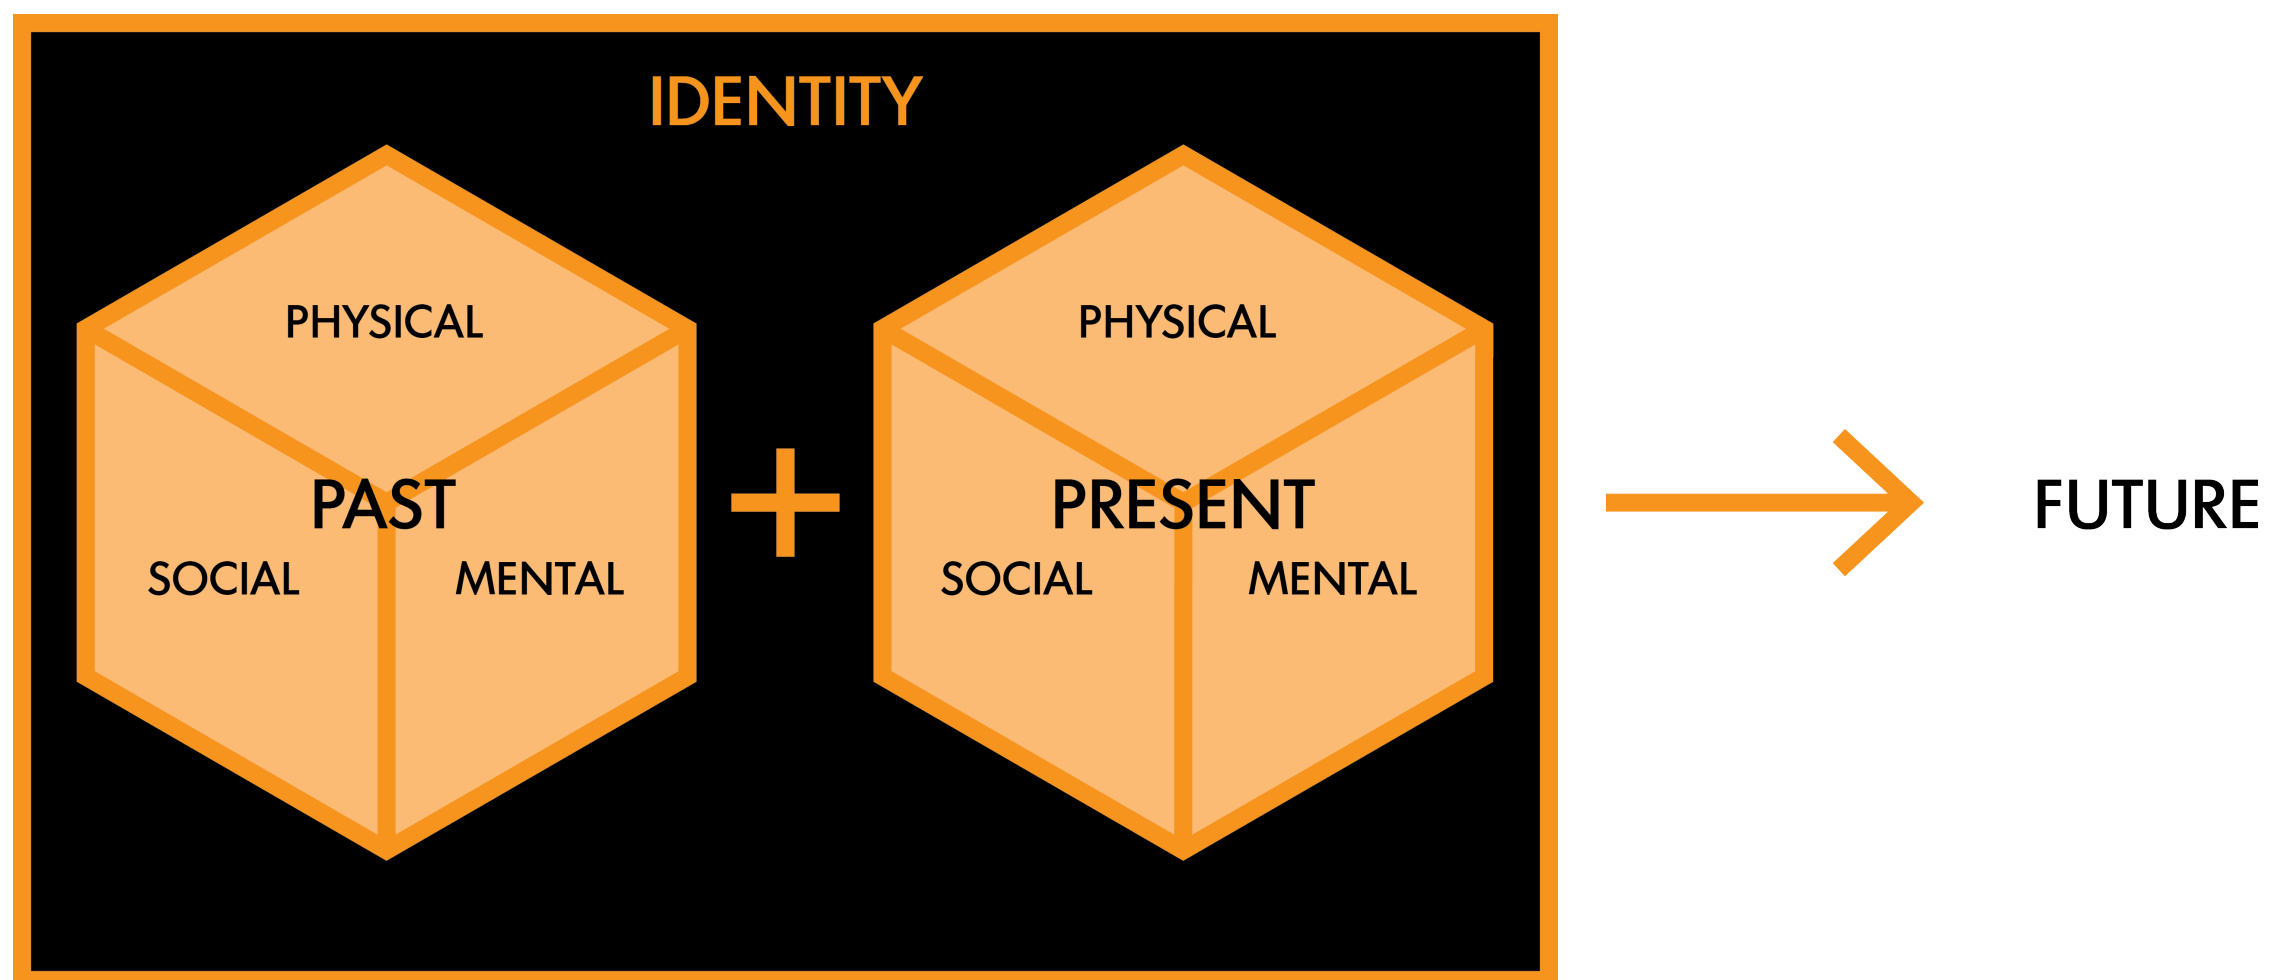 IDENTITY
PHYSICAL
PAST
SOCIAL
MENTAL
+
PHYSICAL
PRESENT
SOCIAL
MENTAL
FUTURE